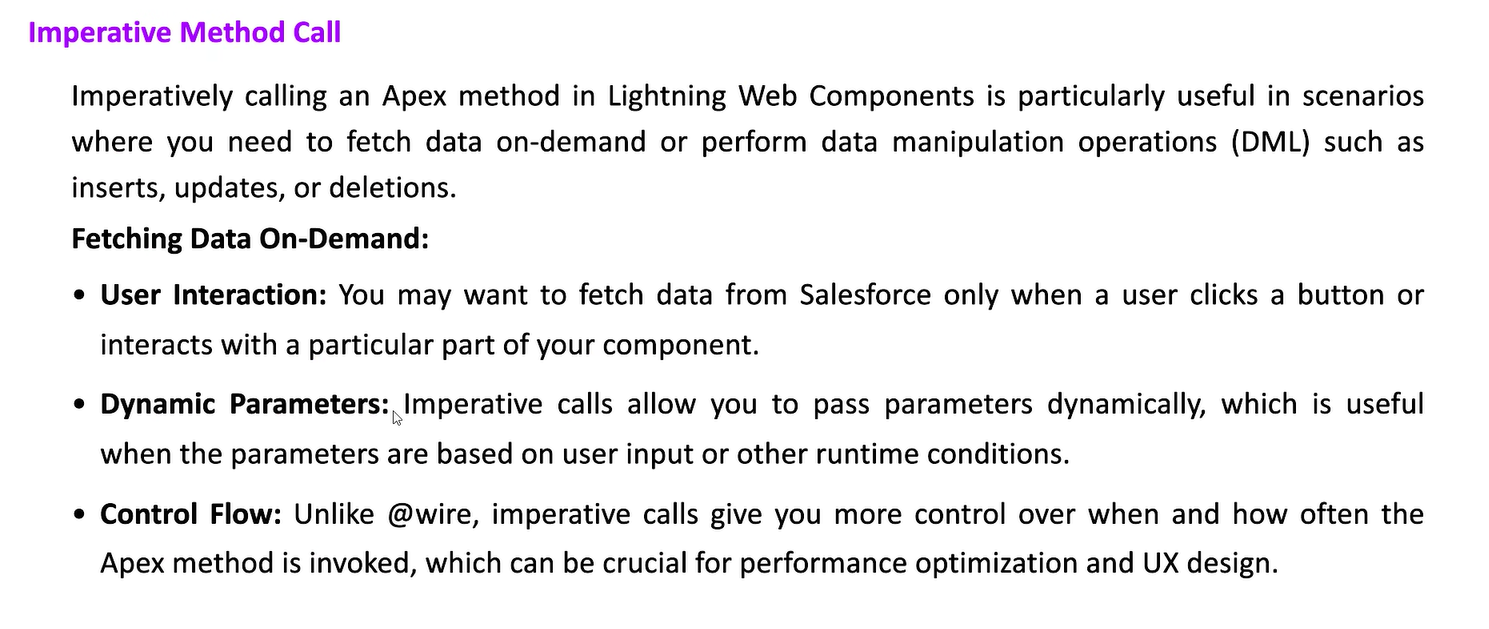 Imperative Method Call
Imperatively calling an Apex method in Lightning Web Components is particularly useful in scenarios
where you need to fetch data on-demand or perform data manipulation operations (DML) such as
inserts, updates, or deletions.
Fetching Data On-Demand:
• User Interaction: You may want to fetch data from Salesforce only when a user clicks a button or
interacts with a particular part of your component.
• Dynamic Parameters: Imperative calls allow you to pass parameters dynamically, which is useful
when the parameters are based on user input or other runtime conditions.
• Control Flow: Unlike @wire, imperative calls give you more control over when and how often the
Apex method is invoked, which can be crucial for performance optimization and UX design.